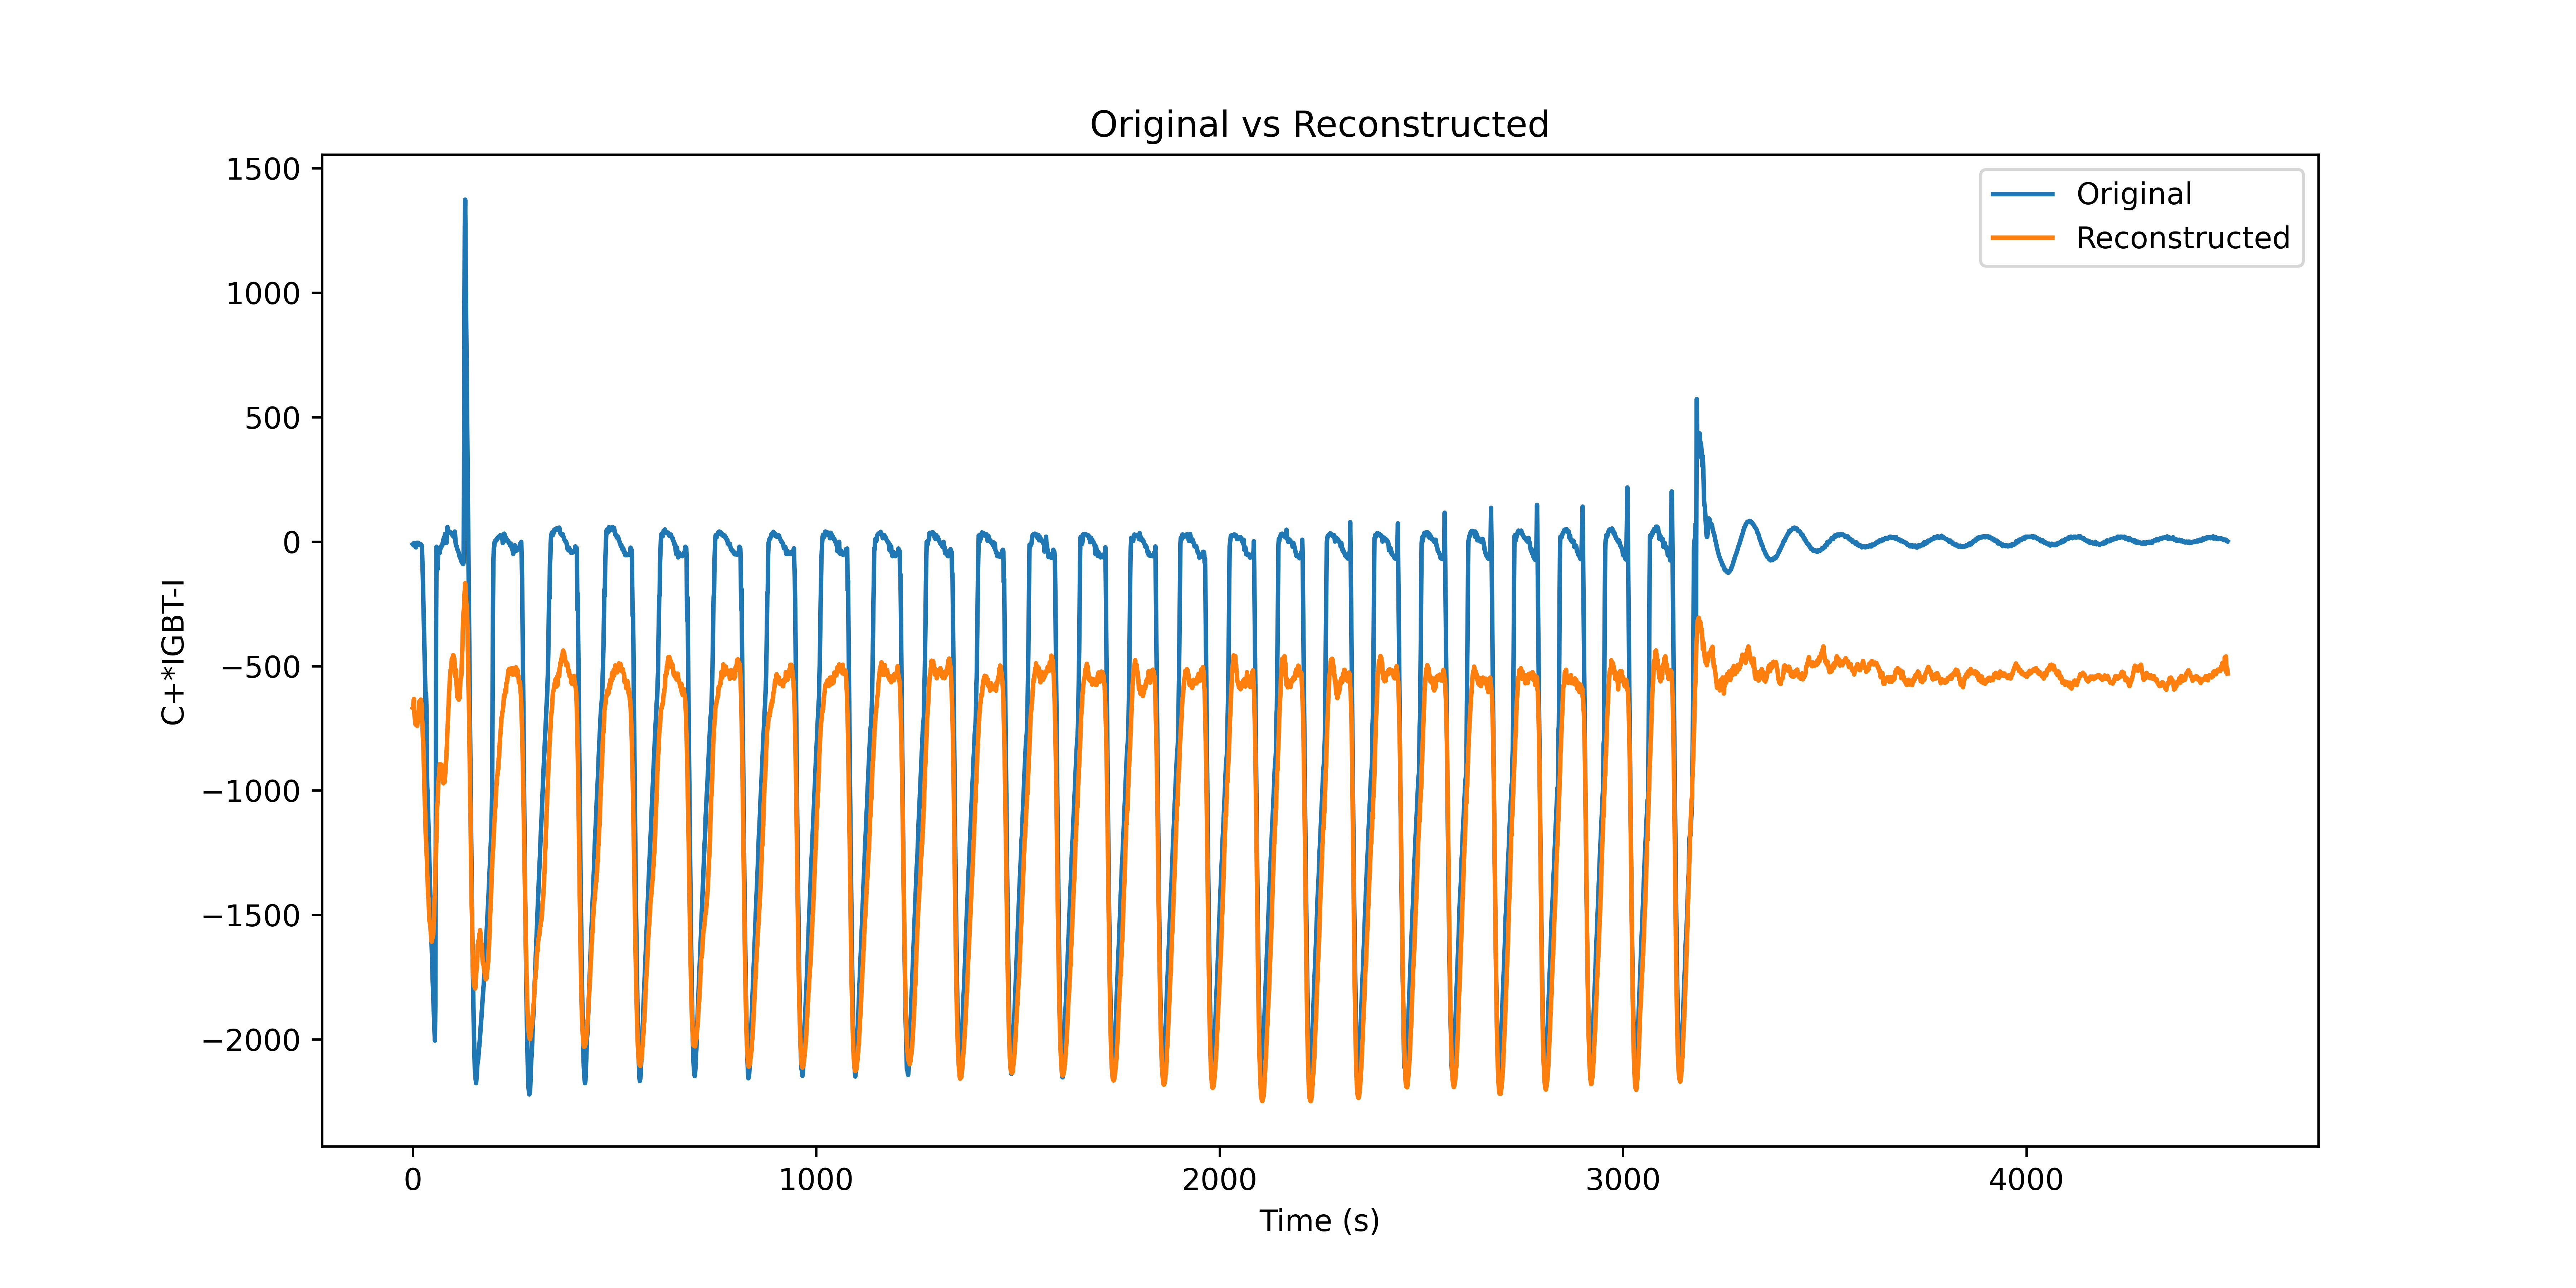 Original vs Reconstructed
Original
Reconstructed
C+*IGBT-I
1500
1000
500
0
−500
−1000
−1500
−2000
0
1000
2000
3000
4000
Time (s)